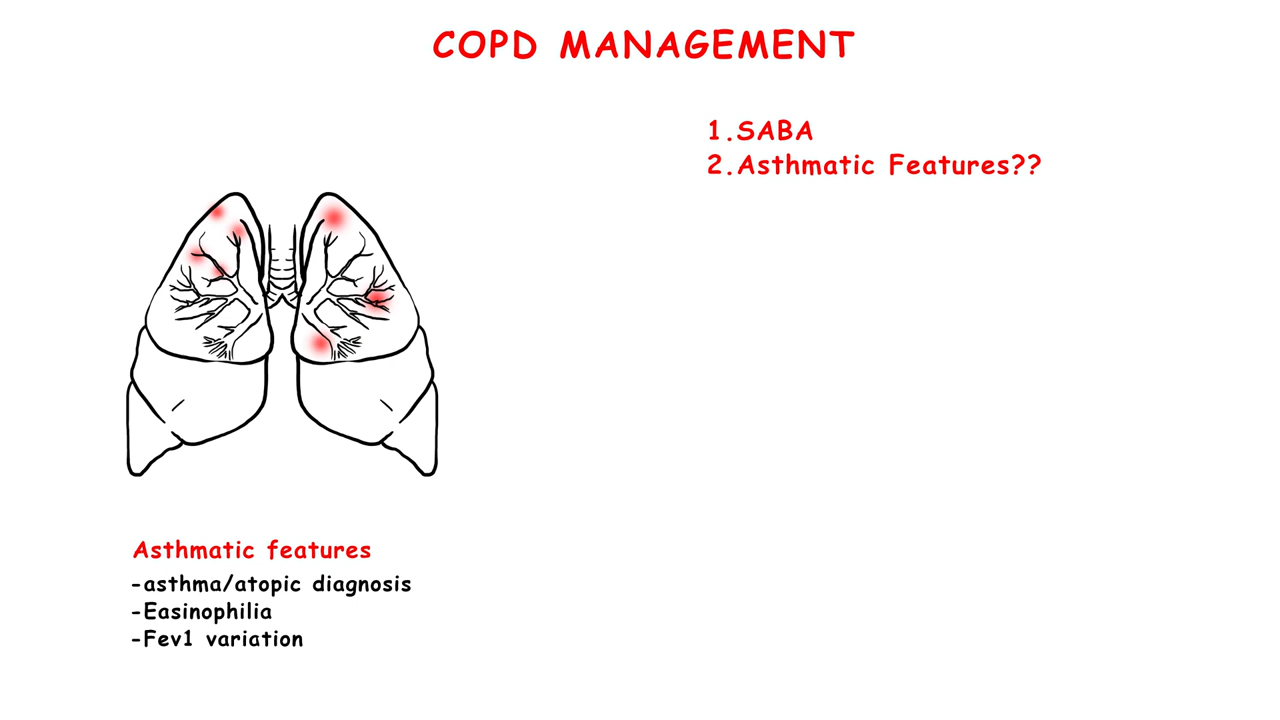 COPD MANAGEMENT
1.SABA
2.Asthmatic Features??
Asthmatic features
-asthma/atopic diagnosis
-Easinophilia
-Fev1 variation